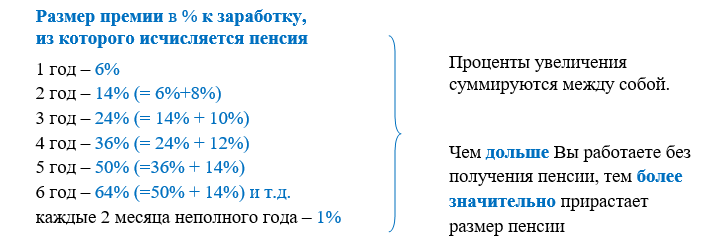 Размер премии в % к заработку,
из которого исчисляется пенсия
1 год – 6%
2 год – 14% (= 6%+8%)
3 год – 24% (= 14% + 10%)
4 год – 36% (= 24% + 12%)
5 год – 50% (=36% + 14%)
6 год – 64% (=50% + 14%) и т.д.
каждые 2 месяца неполного года – 1%
Проценты увеличения
суммируются между собой.
Чем дольше Вы работаете без
получения пенсии, тем более
значительно прирастает
размер пенсии